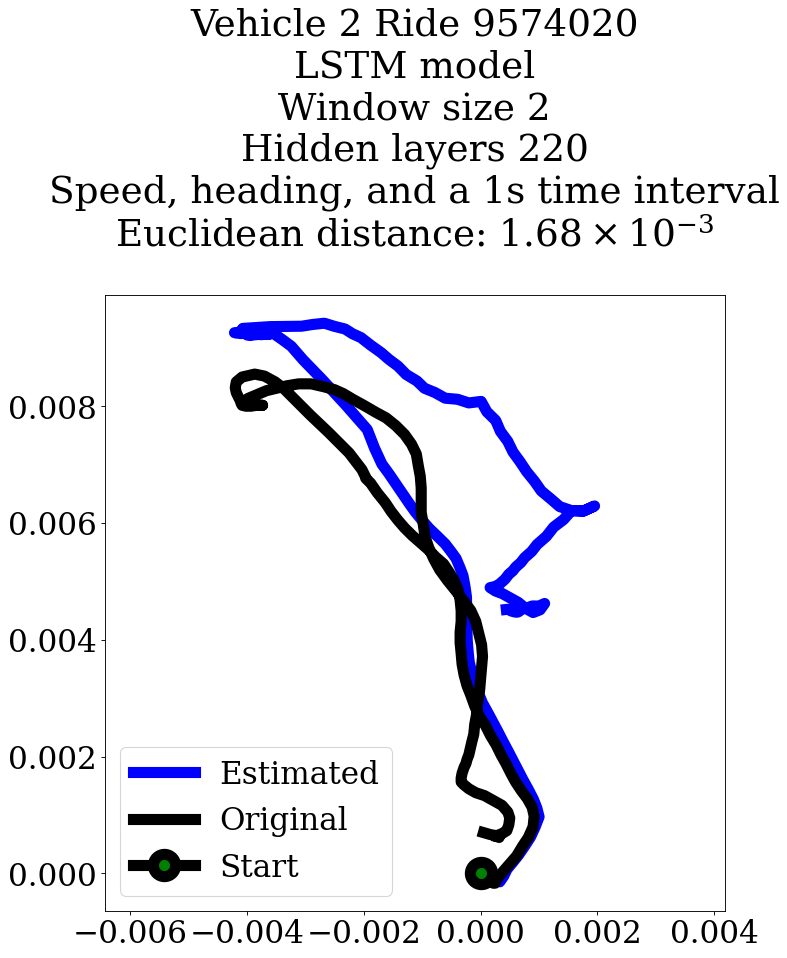 Vehicle 2 Ride 9574020
LSTM model
Window size 2
Hidden layers 220
Speed, heading, and a 1s time interval
Euclidean distance: 1.68 × 10⁻³
0.008
0.006
0.004
0.002
0.000
Estimated
Original
Start
−0.006 −0.004 −0.002 0.000 0.002 0.004